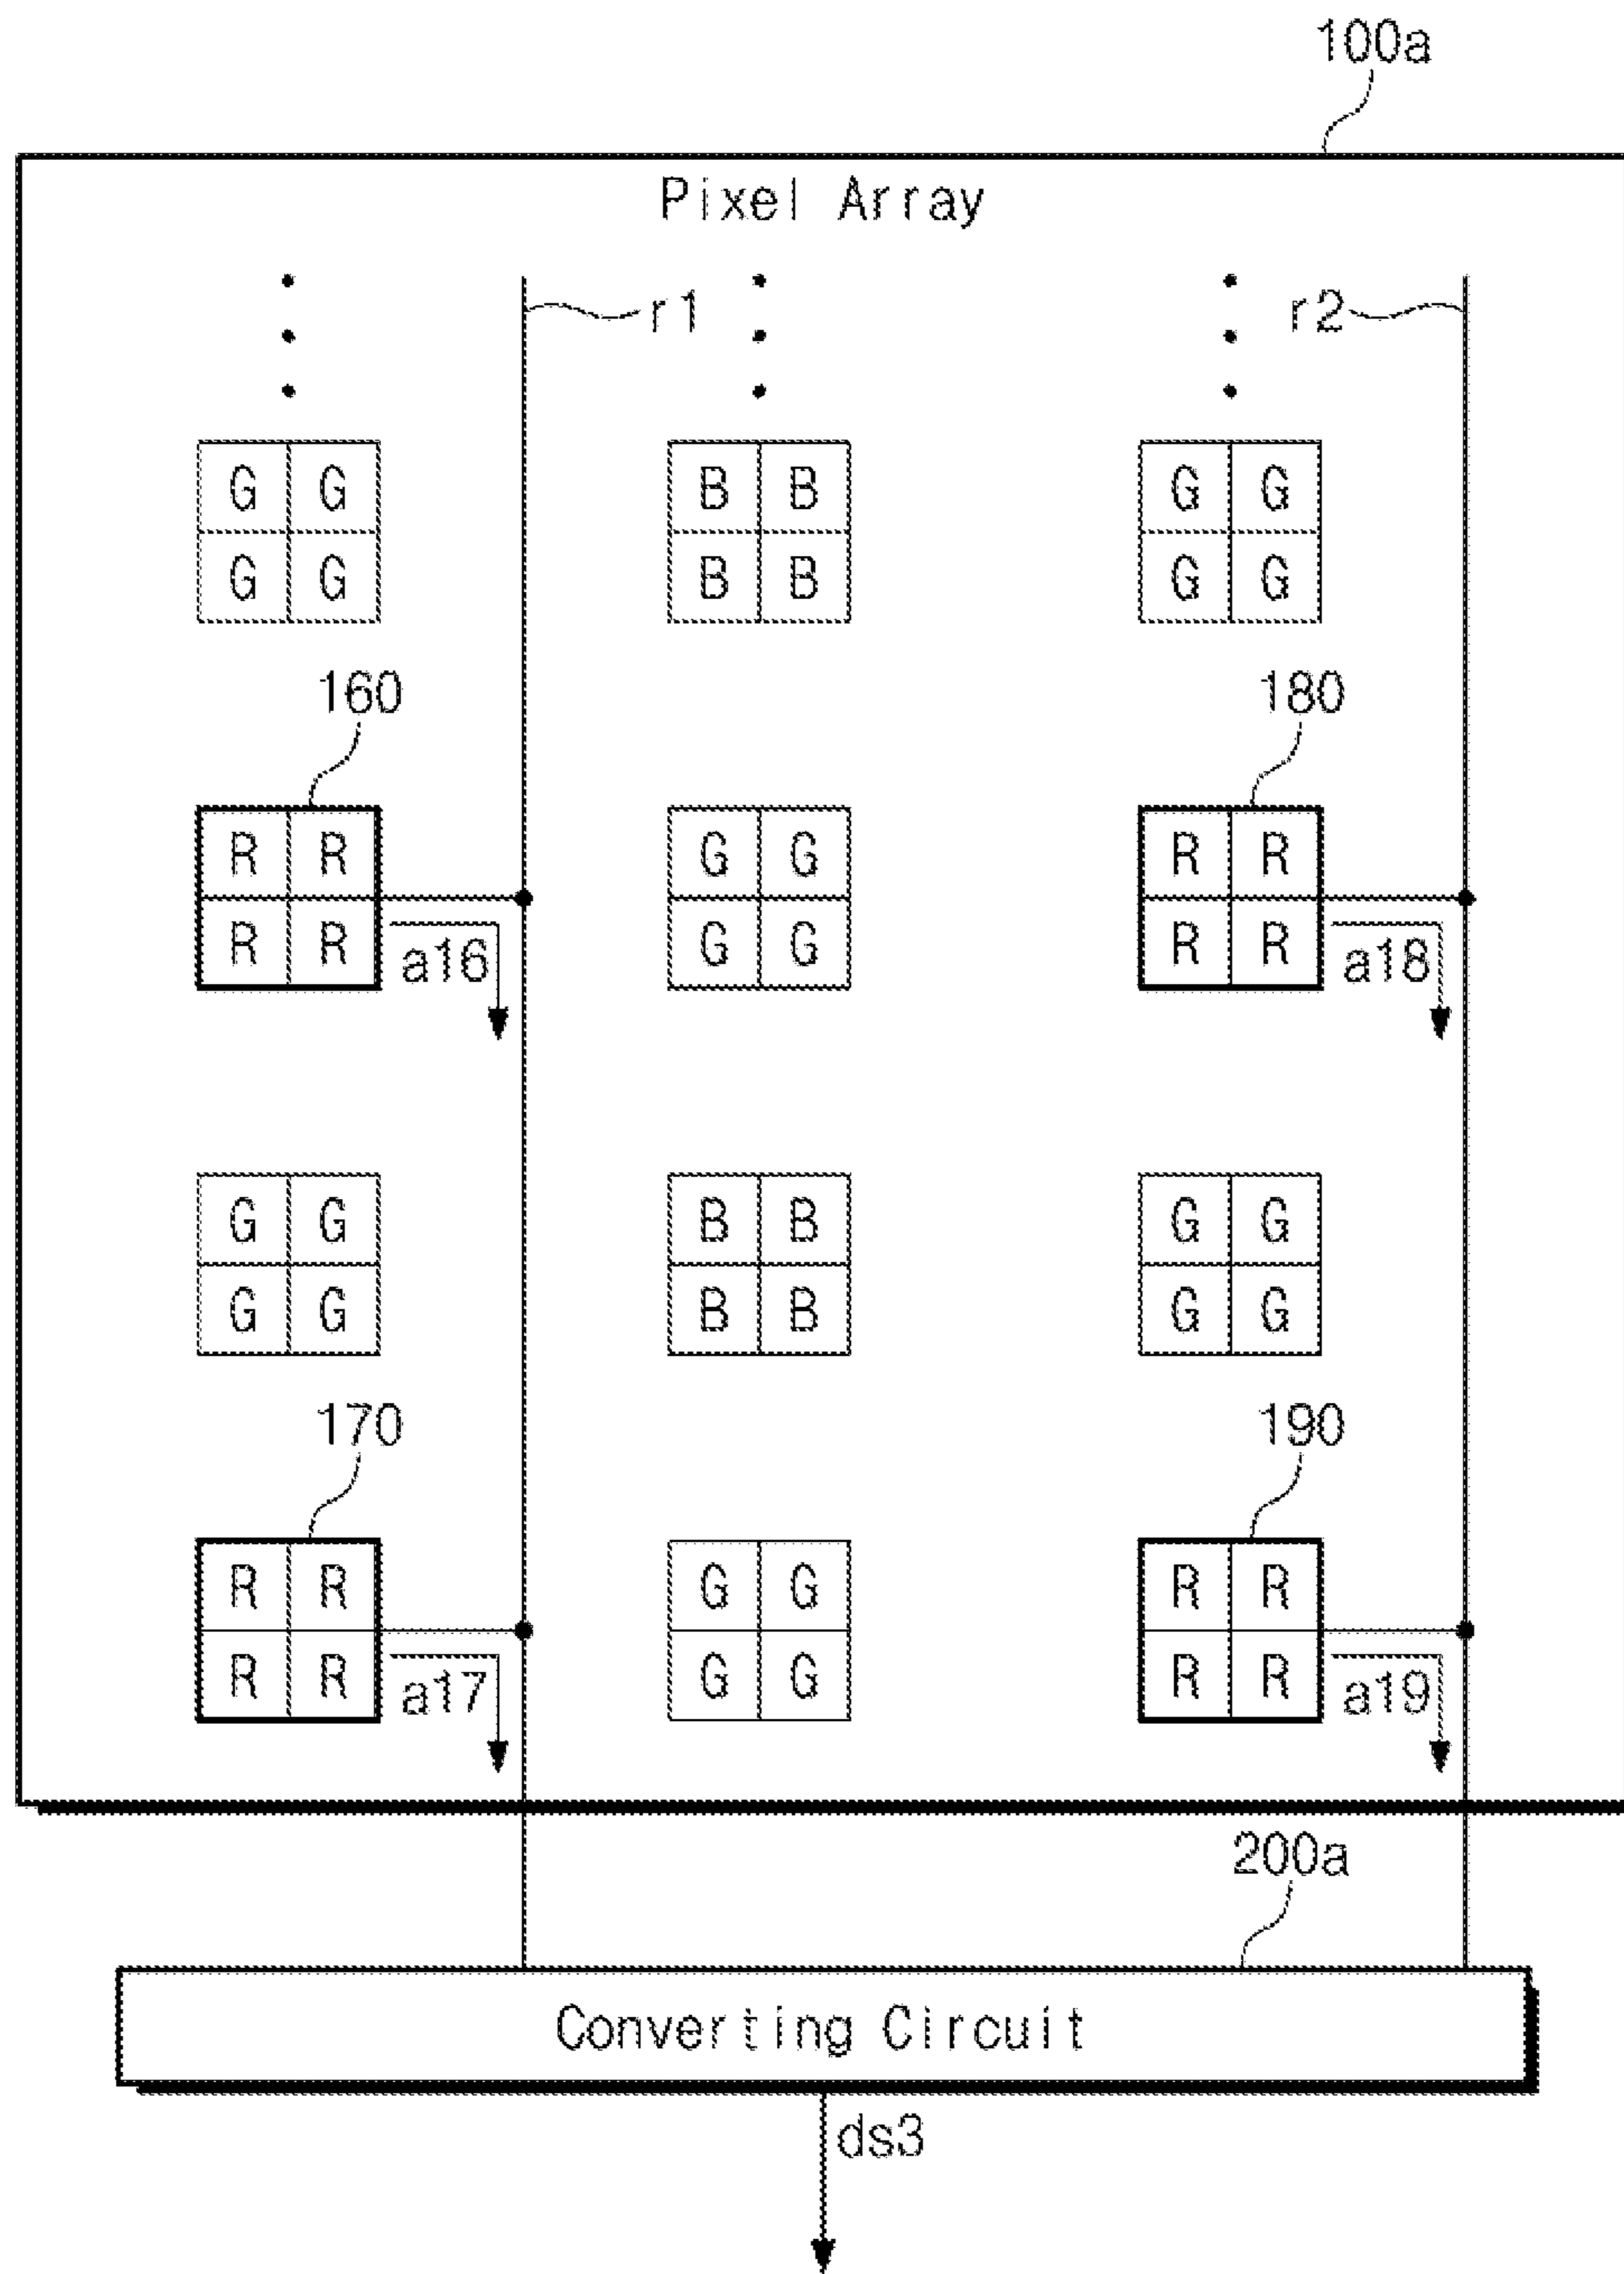 100a
Pixel Array
r1 r2
G G B B G G
G G B B G G
160 180
R R G G R R
R R G G R R
a16 a18
G G B B G G
G G B B G G
170 190
R R G G R R
R R G G R R
a17 a19
200a
Converting Circuit
ds3